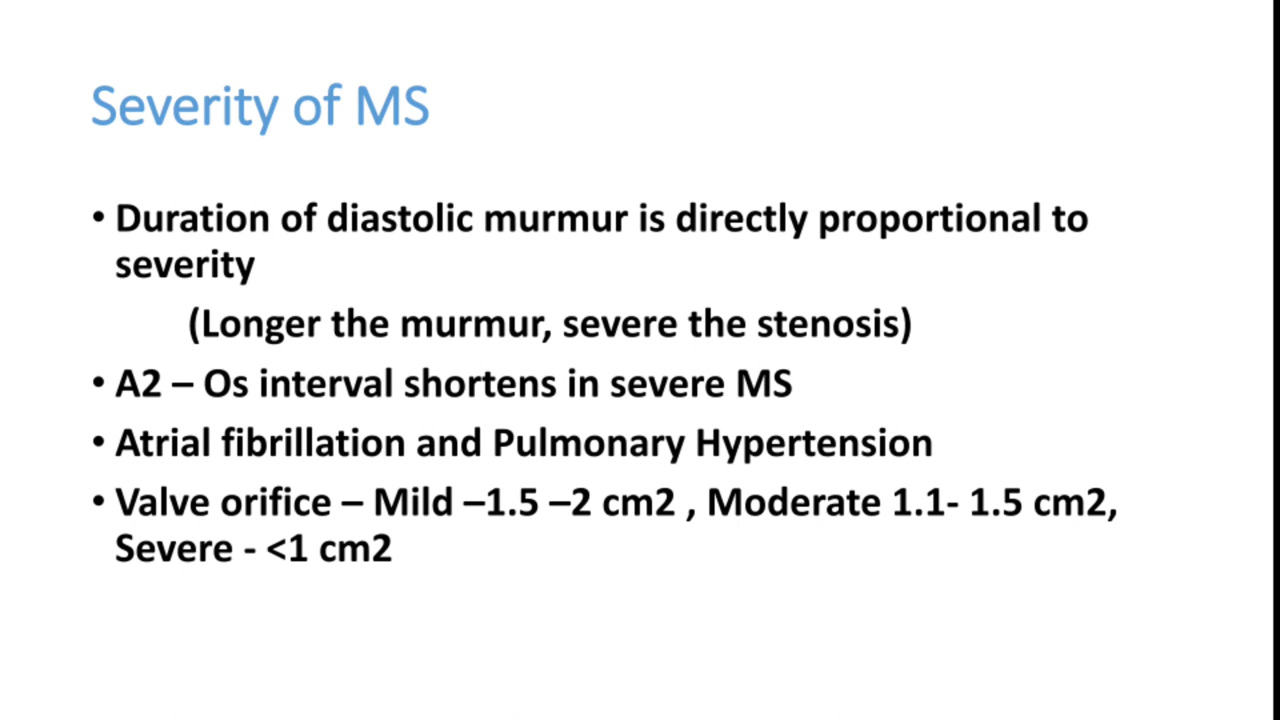 Severity of MS
• Duration of diastolic murmur is directly proportional to
severity
(Longer the murmur, severe the stenosis)
• A2 – Os interval shortens in severe MS
• Atrial fibrillation and Pulmonary Hypertension
• Valve orifice – Mild –1.5 –2 cm2 , Moderate 1.1- 1.5 cm2,
Severe - <1 cm2